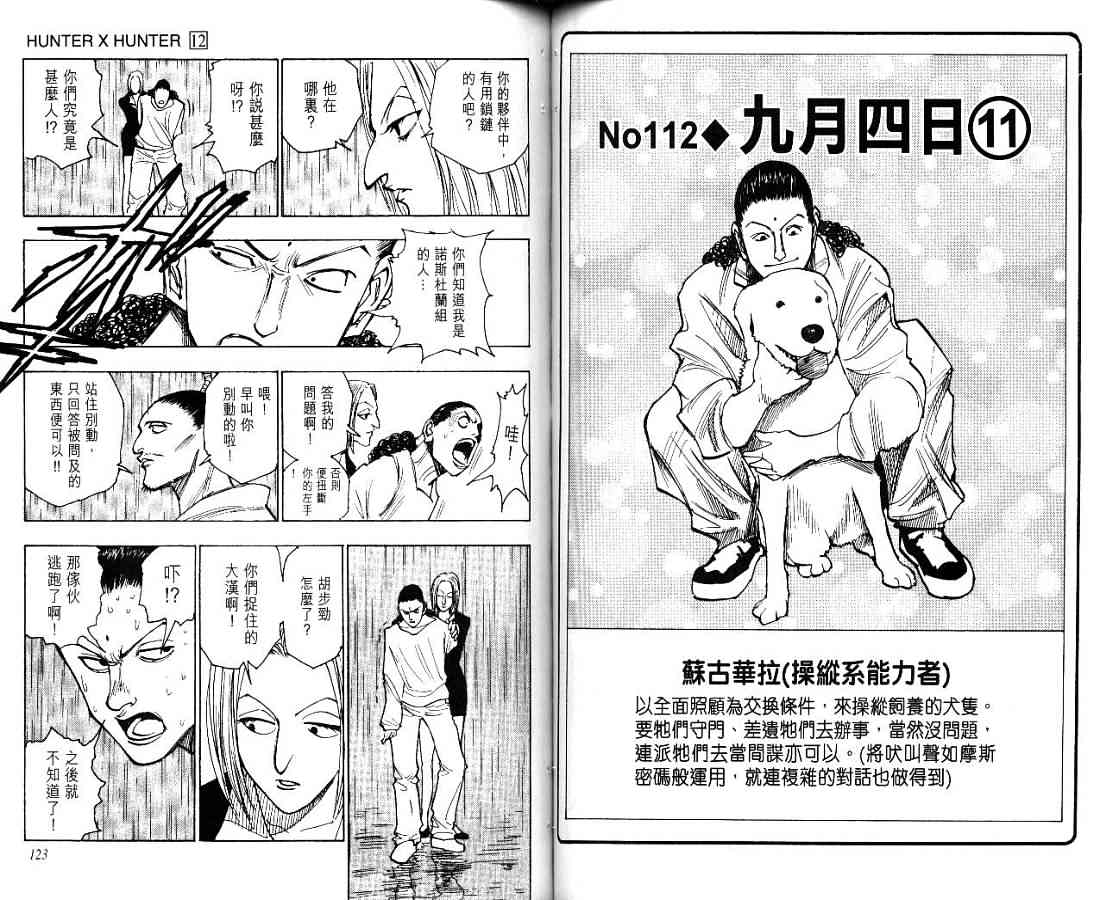 No112◆九月四日⑪
蘇古華拉(操縱系能力者)
以全面照顧為交換條件，來操縱飼養的犬隻。
要牠們守門、差遣牠們去辦事，當然沒問題，
連派牠們去當間諜亦可以。(將吠叫聲如摩斯
密碼般運用，就連複雜的對話也做得到)
HUNTER X HUNTER 12
你的夥伴中，
有用鎖鏈
的人吧？
他在
哪裏？
你說甚麼
呀!?
你們究竟是
甚麼人!?
你們知道我是
諾斯杜蘭組
的人…
哇！
答我的
問題啊！
否則
便扭斷
你的左手
！
喂！
早叫你
別動的啦！
站住別動，
只回答被問及的
東西便可以!!
胡步勁
怎麼了？
你們捉住的
大漢啊！
吓!?
那傢伙
逃跑了啊！
之後就
不知道了！
123